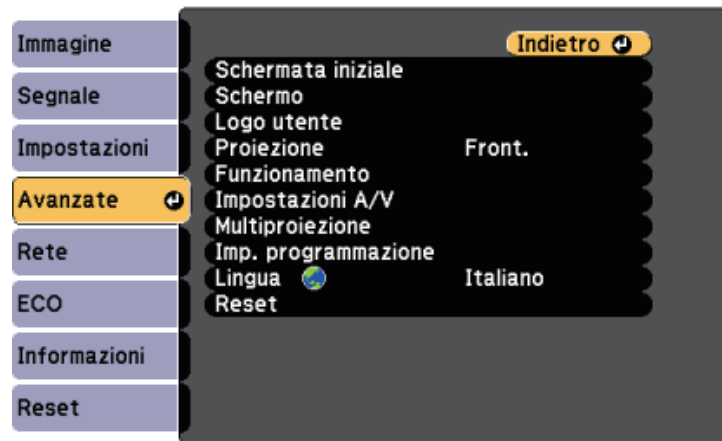 Immagine
Segnale
Impostazioni
Avanzate
Rete
ECO
Informazioni
Reset
Indietro
Schermata iniziale
Schermo
Logo utente
Proiezione Front.
Funzionamento
Impostazioni A/V
Multiproiezione
Imp. programmazione
Lingua Italiano
Reset